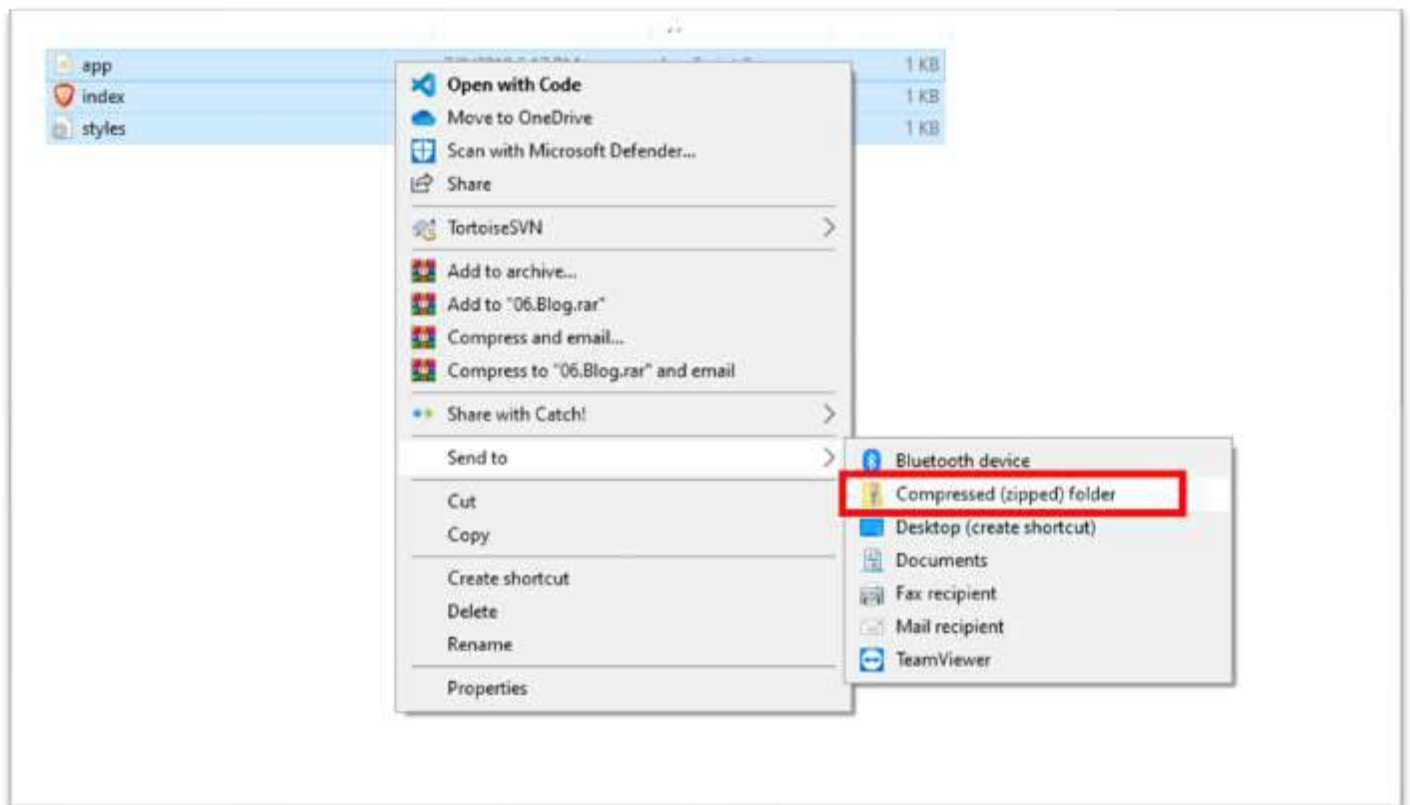 app
1 KB
index
1 KB
styles
1 KB
Open with Code
Move to OneDrive
Scan with Microsoft Defender...
Share
TortoiseSVN
Add to archive...
Add to "06.Blog.rar"
Compress and email...
Compress to "06.Blog.rar" and email
Share with Catch!
Send to
Cut
Copy
Create shortcut
Delete
Rename
Properties
Bluetooth device
Compressed (zipped) folder
Desktop (create shortcut)
Documents
Fax recipient
Mail recipient
TeamViewer